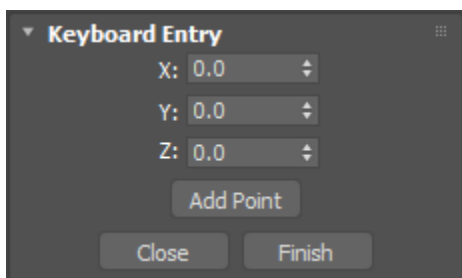 Keyboard Entry
X: 0.0
Y: 0.0
Z: 0.0
Add Point
Close Finish